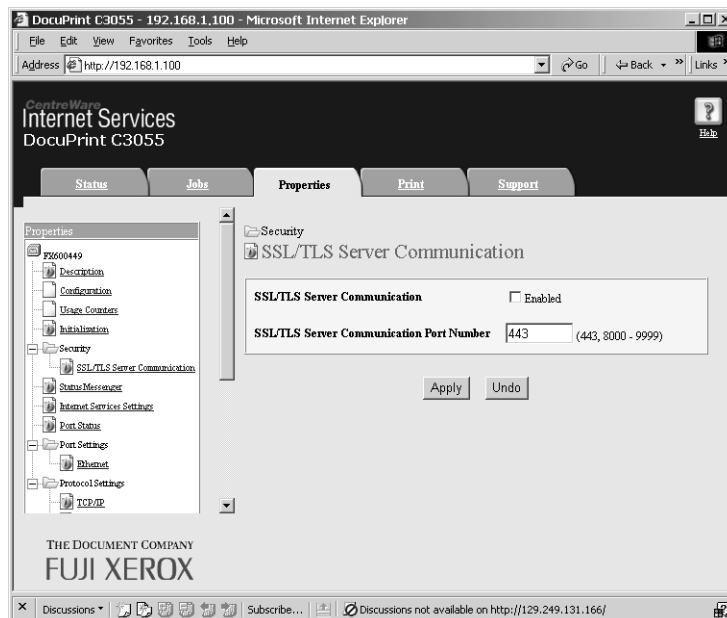 DocuPrint C3055 - 192.168.1,100 - Microsoft Internet Explorer
File Edit View Favorites Tools Help
Address http://192.168.1.100 Go Back » Links »
CentreWare
Internet Services
DocuPrint C3055
Help
Status Jobs Properties Print Support
Properties
FX600449
Description
Configuration
Usage Counters
Initialization
Security
SSL/TLS Server Communication
Status Messenger
Internet Services Settings
Port Status
Port Settings
Ethernet
Protocol Settings
TCP/IP
Security
SSL/TLS Server Communication
SSL/TLS Server Communication Enabled
SSL/TLS Server Communication Port Number 443 (443, 8000 - 9999)
Apply Undo
THE DOCUMENT COMPANY
FUJI XEROX
Discussions Subscribe... Discussions not available on http://129.249.131.166/